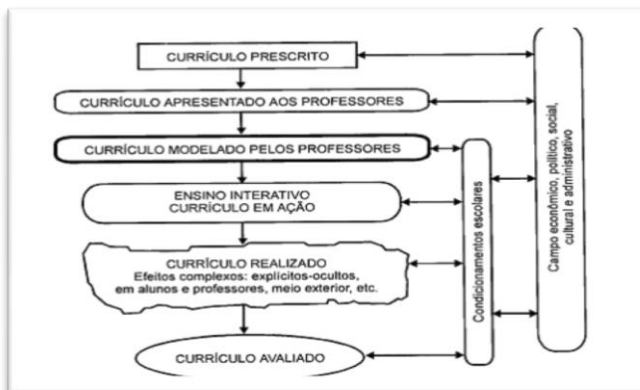 CURRÍCULO PRESCRITO
CURRÍCULO APRESENTADO AOS PROFESSORES
CURRÍCULO MODELADO PELOS PROFESSORES
ENSINO INTERATIVO
CURRÍCULO EM AÇÃO
CURRÍCULO REALIZADO
Efeitos complexos: explícitos-ocultos,
em alunos e professores, meio exterior, etc.
CURRÍCULO AVALIADO
Condicionamentos escolares
Campo econômico, político, social,
cultural e administrativo